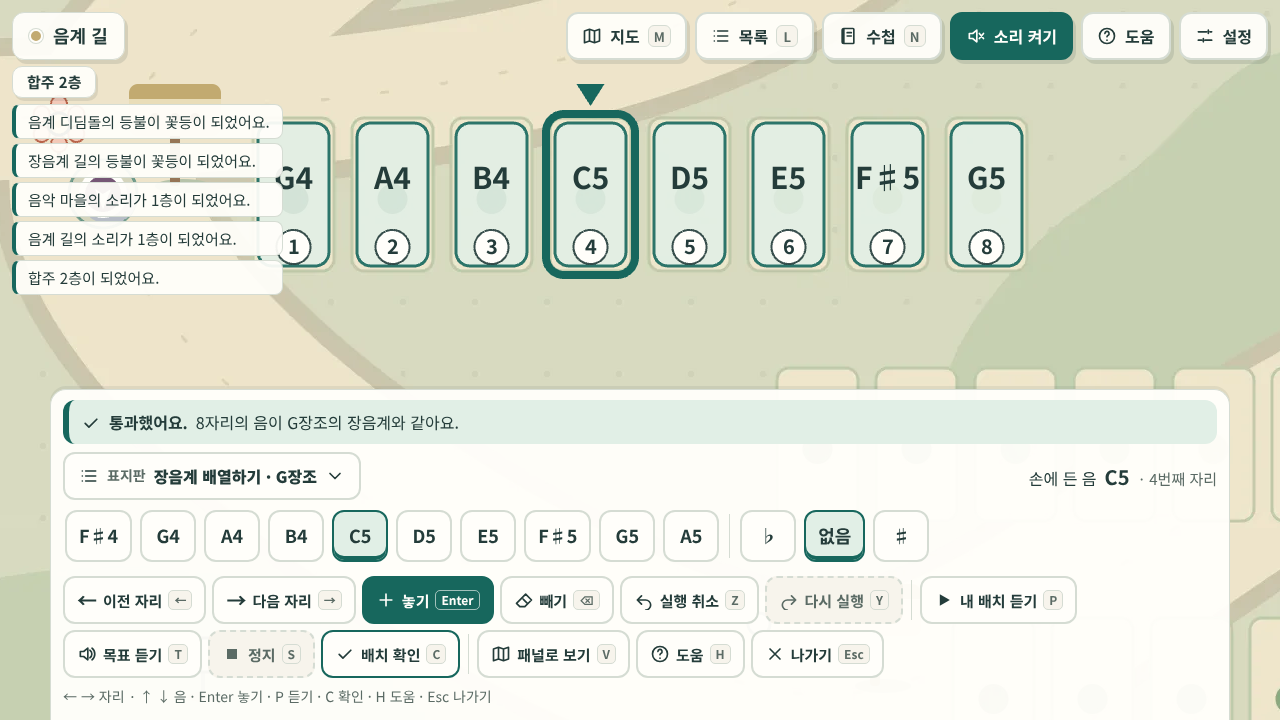 음계 길
지도 M
목록 L
수첩 N
소리 켜기
도움
설정
합주 2층
음계 디딤돌의 등불이 꽃등이 되었어요.
장음계 길의 등불이 꽃등이 되었어요.
음악 마을의 소리가 1층이 되었어요.
음계 길의 소리가 1층이 되었어요.
합주 2층이 되었어요.
G4 A4 B4 C5 D5 E5 F♯5 G5
1 2 3 4 5 6 7 8
통과했어요. 8자리의 음이 G장조의 장음계와 같아요.
표지판 장음계 배열하기 · G장조
손에 든 음 C5 · 4번째 자리
F♯4 G4 A4 B4 C5 D5 E5 F♯5 G5 A5 ♭ 없음 ♯
← 이전 자리 ← → 다음 자리 → 놓기 Enter 빼기 ⌫ 실행 취소 Z 다시 실행 Y 내 배치 듣기 P
목표 듣기 T 정지 S 배치 확인 C 패널로 보기 V 도움 H 나가기 Esc
← → 자리 · ↑ ↓ 음 · Enter 놓기 · P 듣기 · C 확인 · H 도움 · Esc 나가기